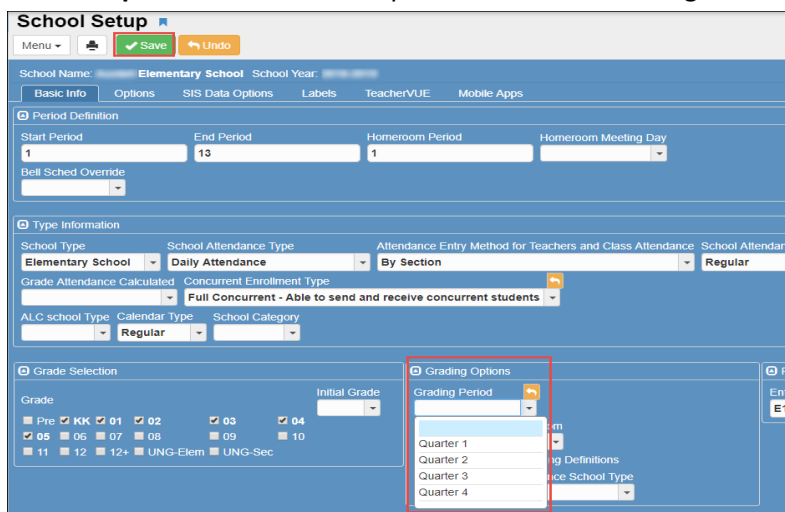 School Setup
Menu Save Undo
School Name: Elementary School School Year:
Basic Info Options SIS Data Options Labels TeacherVUE Mobile Apps
Period Definition
Start Period End Period Homeroom Period Homeroom Meeting Day
1 13 1
Bell Sched Override
Type Information
School Type School Attendance Type Attendance Entry Method for Teachers and Class Attendance School Attendan
Elementary School Daily Attendance By Section Regular
Grade Attendance Calculated Concurrent Enrollment Type
Full Concurrent - Able to send and receive concurrent students
ALC school Type Calendar Type School Category
Regular
Grade Selection Grading Options
Grade Initial Grade Grading Period
Pre KK 01 02 03 04
05 06 07 08 09 10
11 12 12+ UNG-Elem UNG-Sec
Quarter 1
Quarter 2 ng Definitions
Quarter 3 nce School Type
Quarter 4